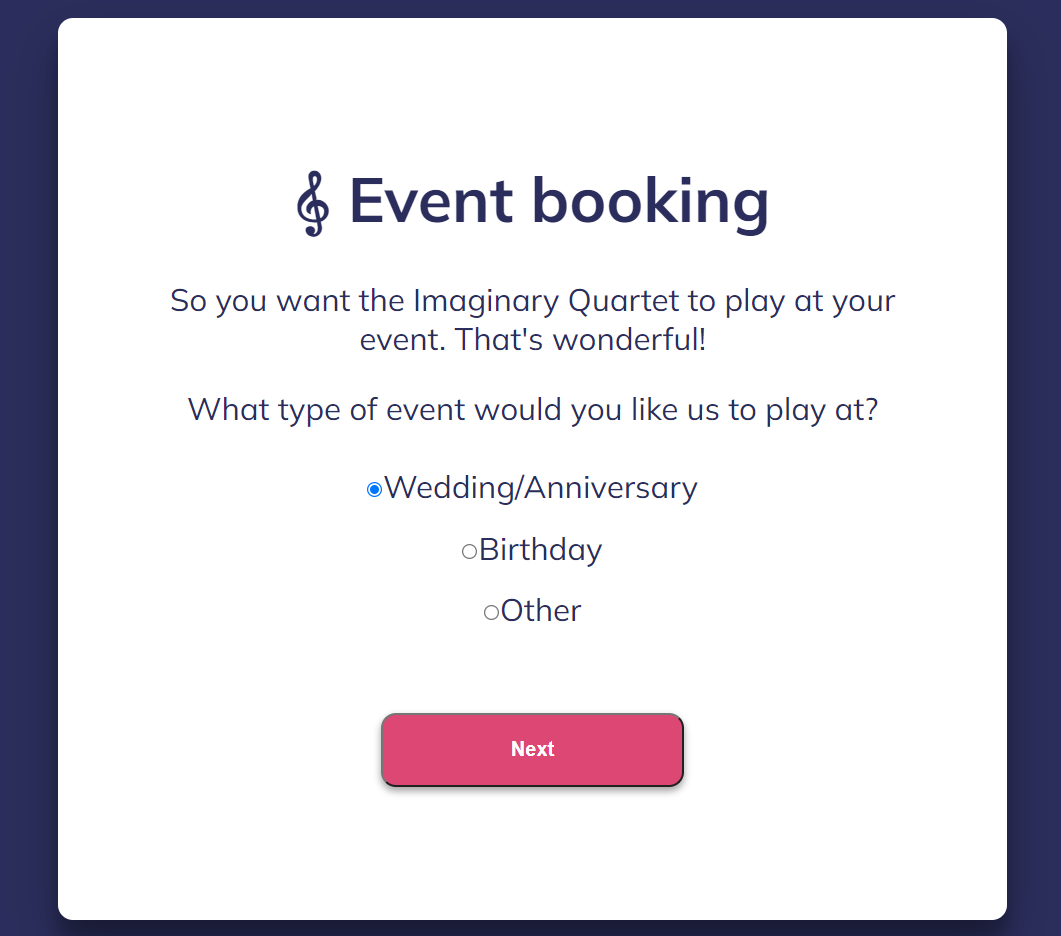 Event booking
So you want the Imaginary Quartet to play at your
event. That's wonderful!
What type of event would you like us to play at?
Wedding/Anniversary
Birthday
Other
Next